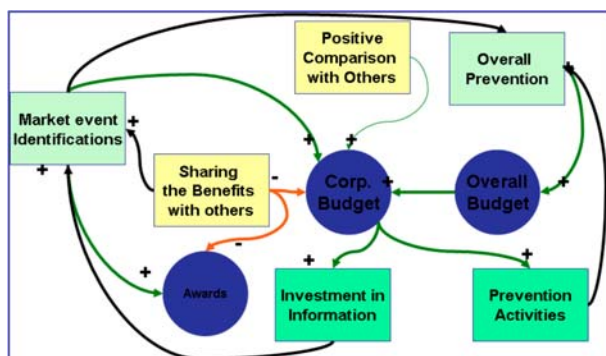 Positive
Comparison
with Others
Overall
Prevention
Market event
Identifications
Sharing
the Benefits
with others
Corp.
Budget
Overall
Budget
Awards
Investment in
Information
Prevention
Activities
+
+
+
+
+
+
+
+
+
+
-
-